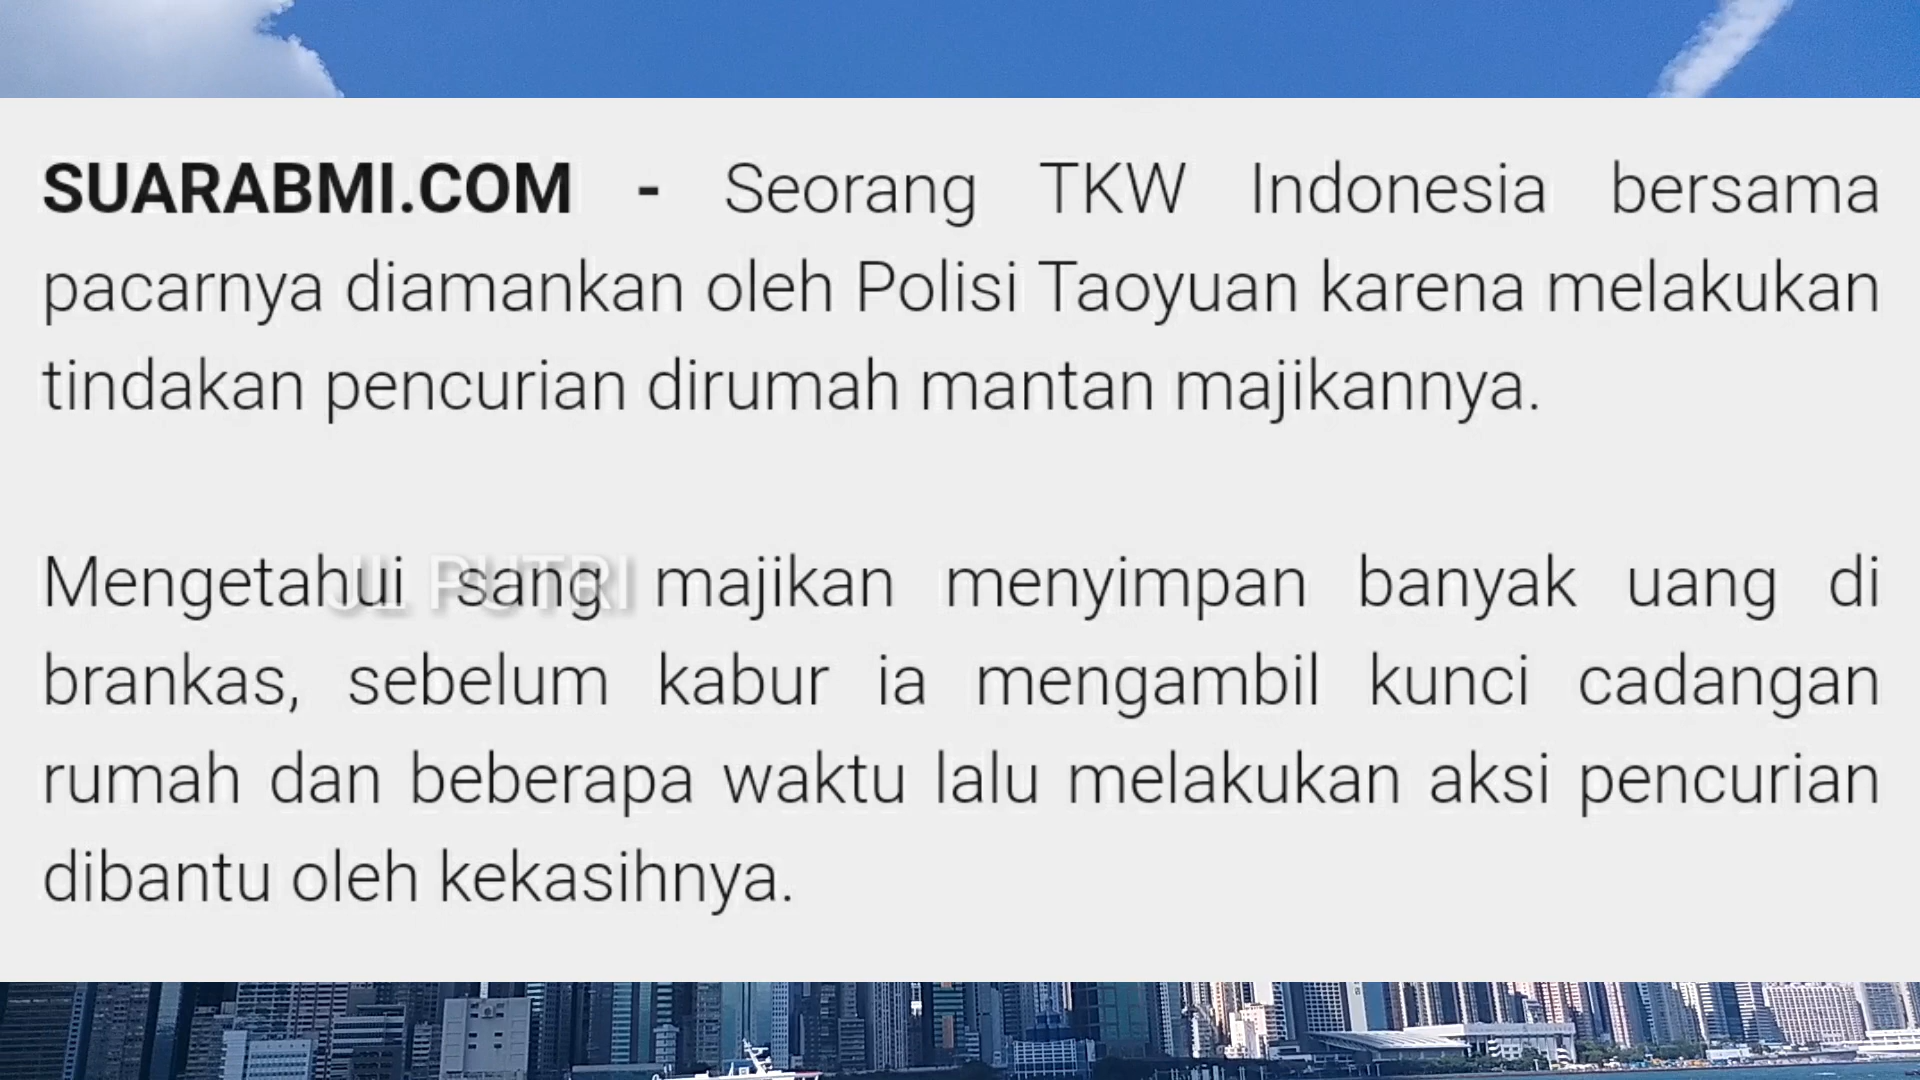 SUARABMI.COM - Seorang TKW Indonesia bersama
pacarnya diamankan oleh Polisi Taoyuan karena melakukan
tindakan pencurian dirumah mantan majikannya.
Mengetahui sang majikan menyimpan banyak uang di
brankas, sebelum kabur ia mengambil kunci cadangan
rumah dan beberapa waktu lalu melakukan aksi pencurian
dibantu oleh kekasihnya.
JL PUTRI